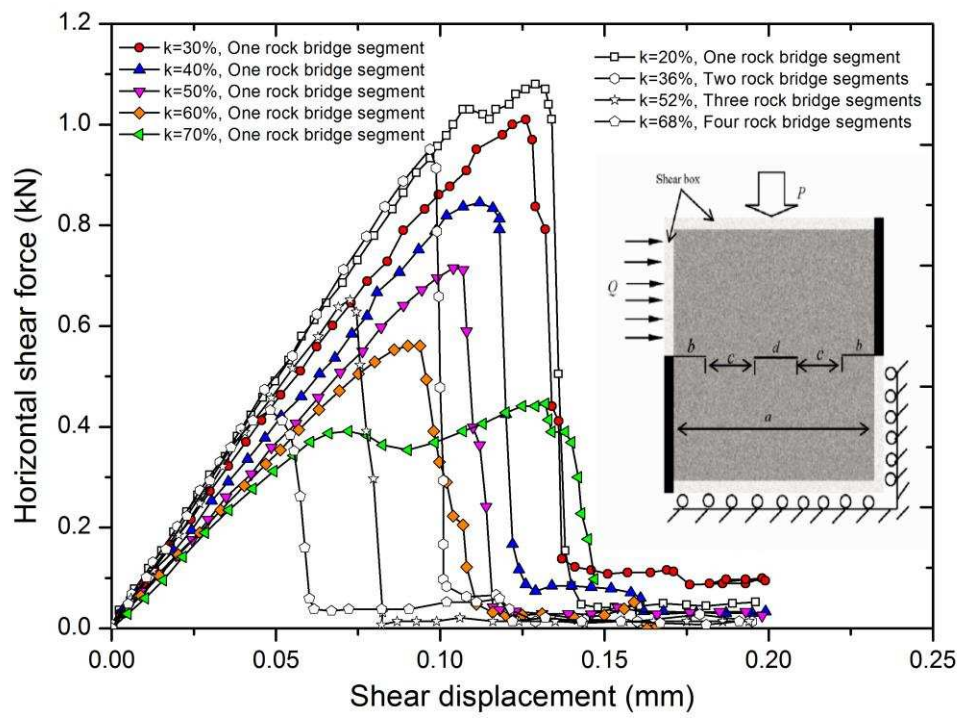 Horizontal shear force (kN)
1.2
1.0
0.8
0.6
0.4
0.2
0.0
k=30%, One rock bridge segment
k=40%, One rock bridge segment
k=50%, One rock bridge segment
k=60%, One rock bridge segment
k=70%, One rock bridge segment
k=20%, One rock bridge segment
k=36%, Two rock bridge segments
k=52%, Three rock bridge segments
k=68%, Four rock bridge segments
Shear box
P
Q
b c d c b
a
0.00 0.05 0.10 0.15 0.20 0.25
Shear displacement (mm)